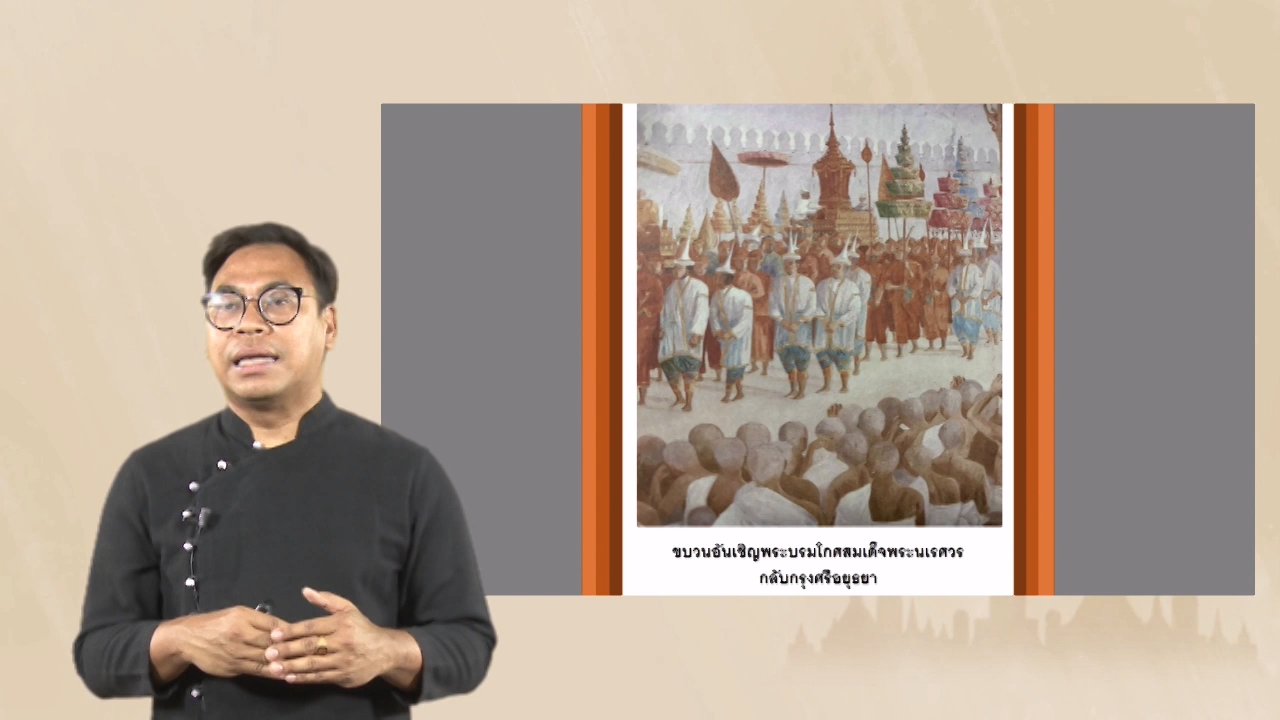 ขบวนอันเชิญพระบรมโกศสมเด็จพระนเรศวร
กลับกรุงศรีอยุธยา